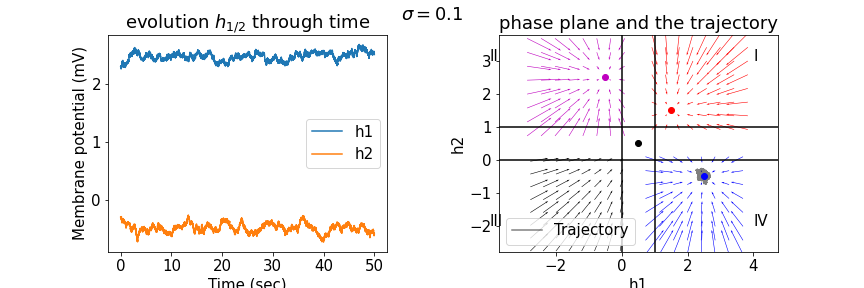 σ = 0.1
evolution h1/2 through time
Membrane potential (mV)
2
1
0
h1
h2
0 10 20 30 40 50
Time (sec)
phase plane and the trajectory
h2
3
2
1
0
−1
−2
II
I
III
IV
Trajectory
−2 0 2 4
h1